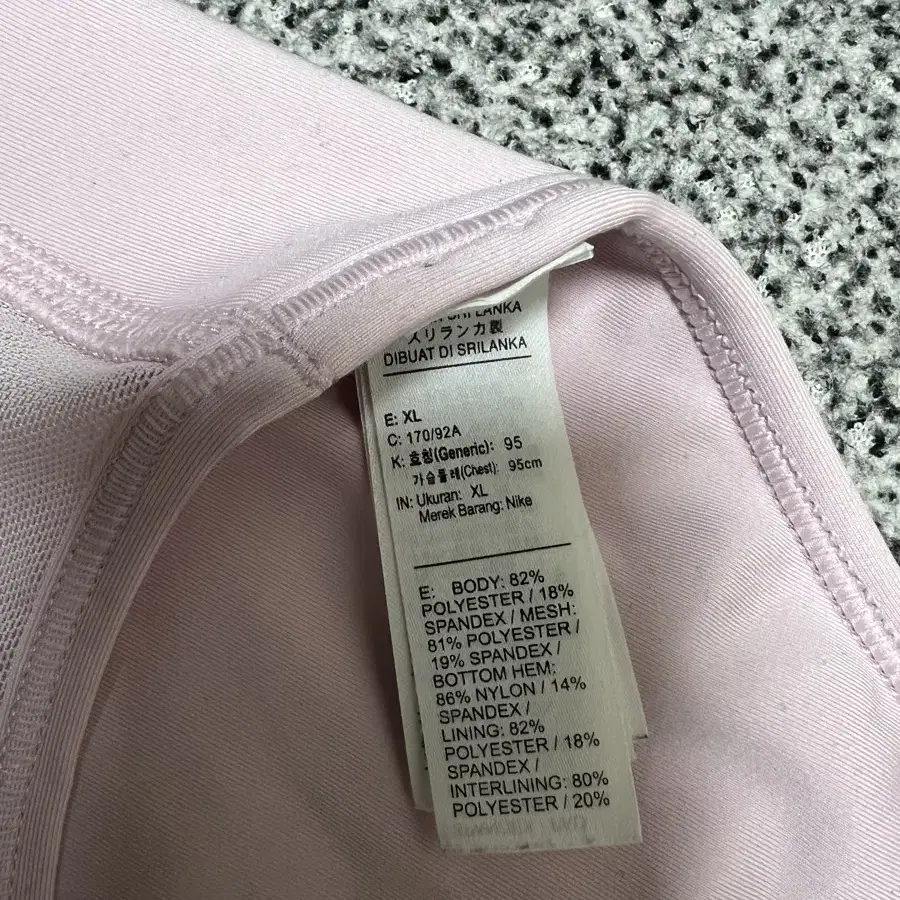 SRI LANKA
スリランカ製
DIBUAT DI SRILANKA
E: XL
C: 170/92A
K: 호칭(Generic): 95
가슴둘레(Chest): 95cm
IN: Ukuran: XL
Merek Barang: Nike
E: BODY: 82%
POLYESTER / 18%
SPANDEX / MESH:
81% POLYESTER /
19% SPANDEX /
BOTTOM HEM:
86% NYLON / 14%
SPANDEX /
LINING: 82%
POLYESTER / 18%
SPANDEX /
INTERLINING: 80%
POLYESTER / 20%